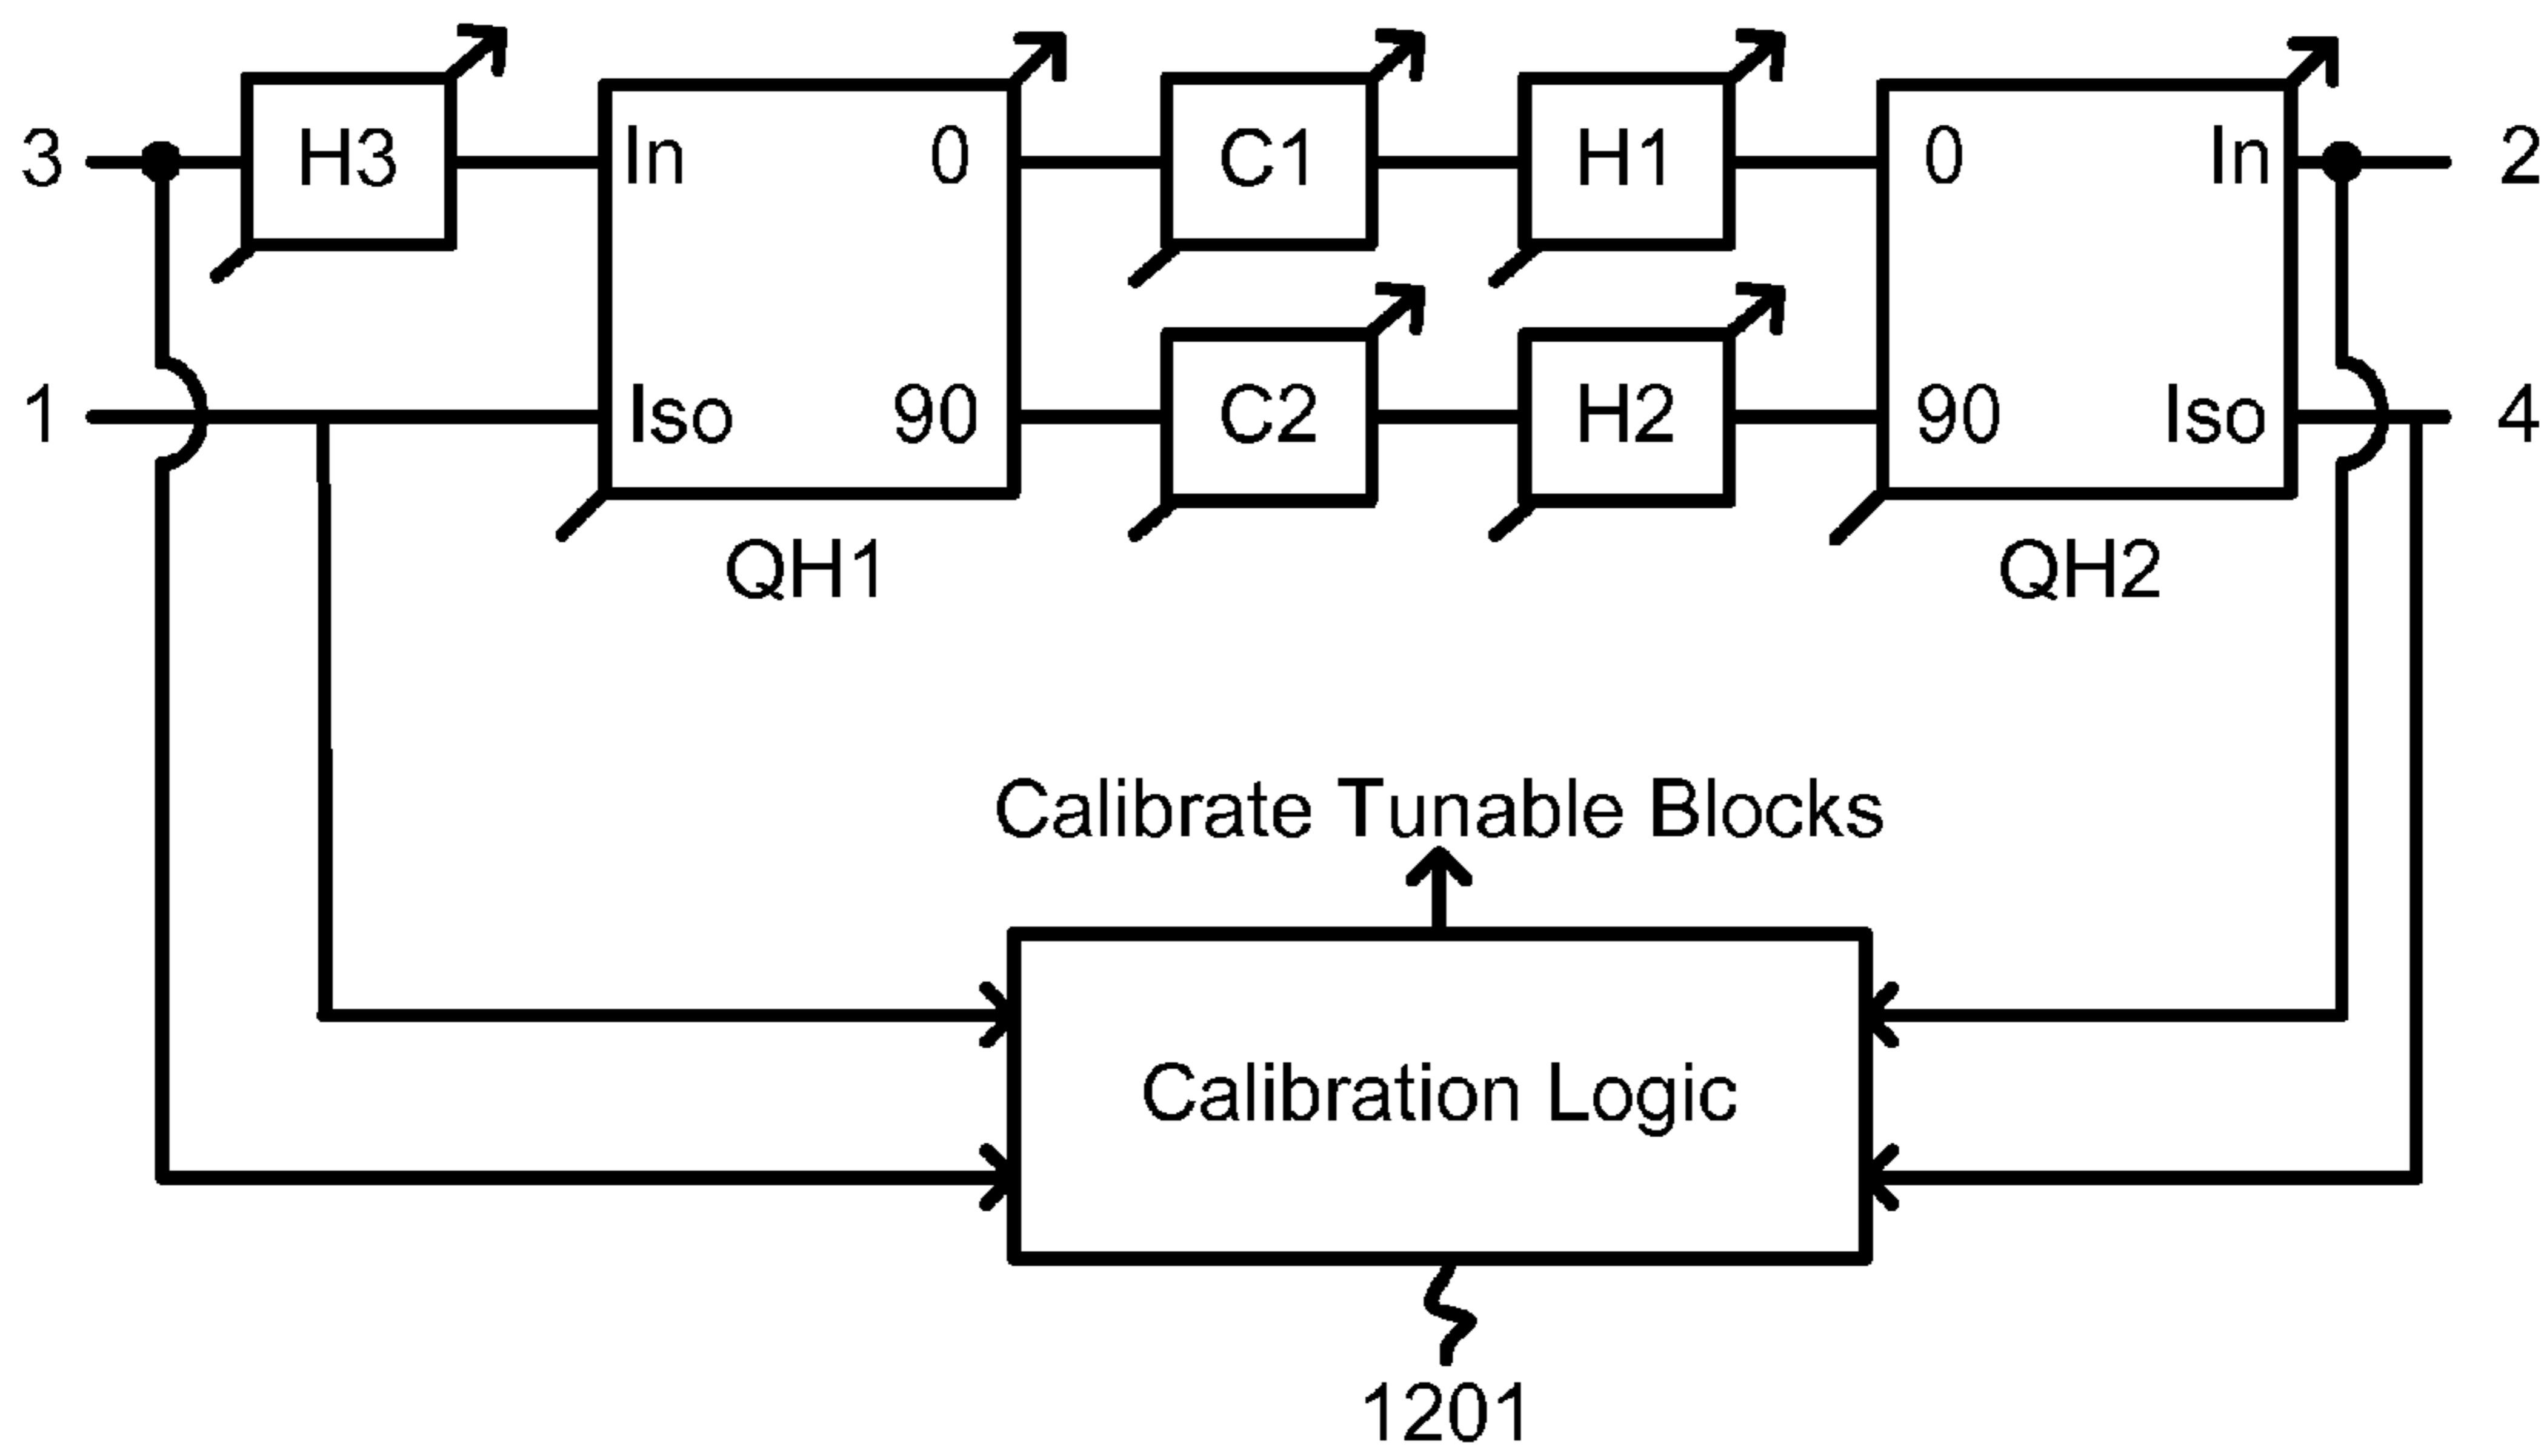 3 H3 In 0 C1 H1 0 In 2
1 Iso 90 C2 H2 90 Iso 4
QH1 QH2
Calibrate Tunable Blocks
Calibration Logic
1201